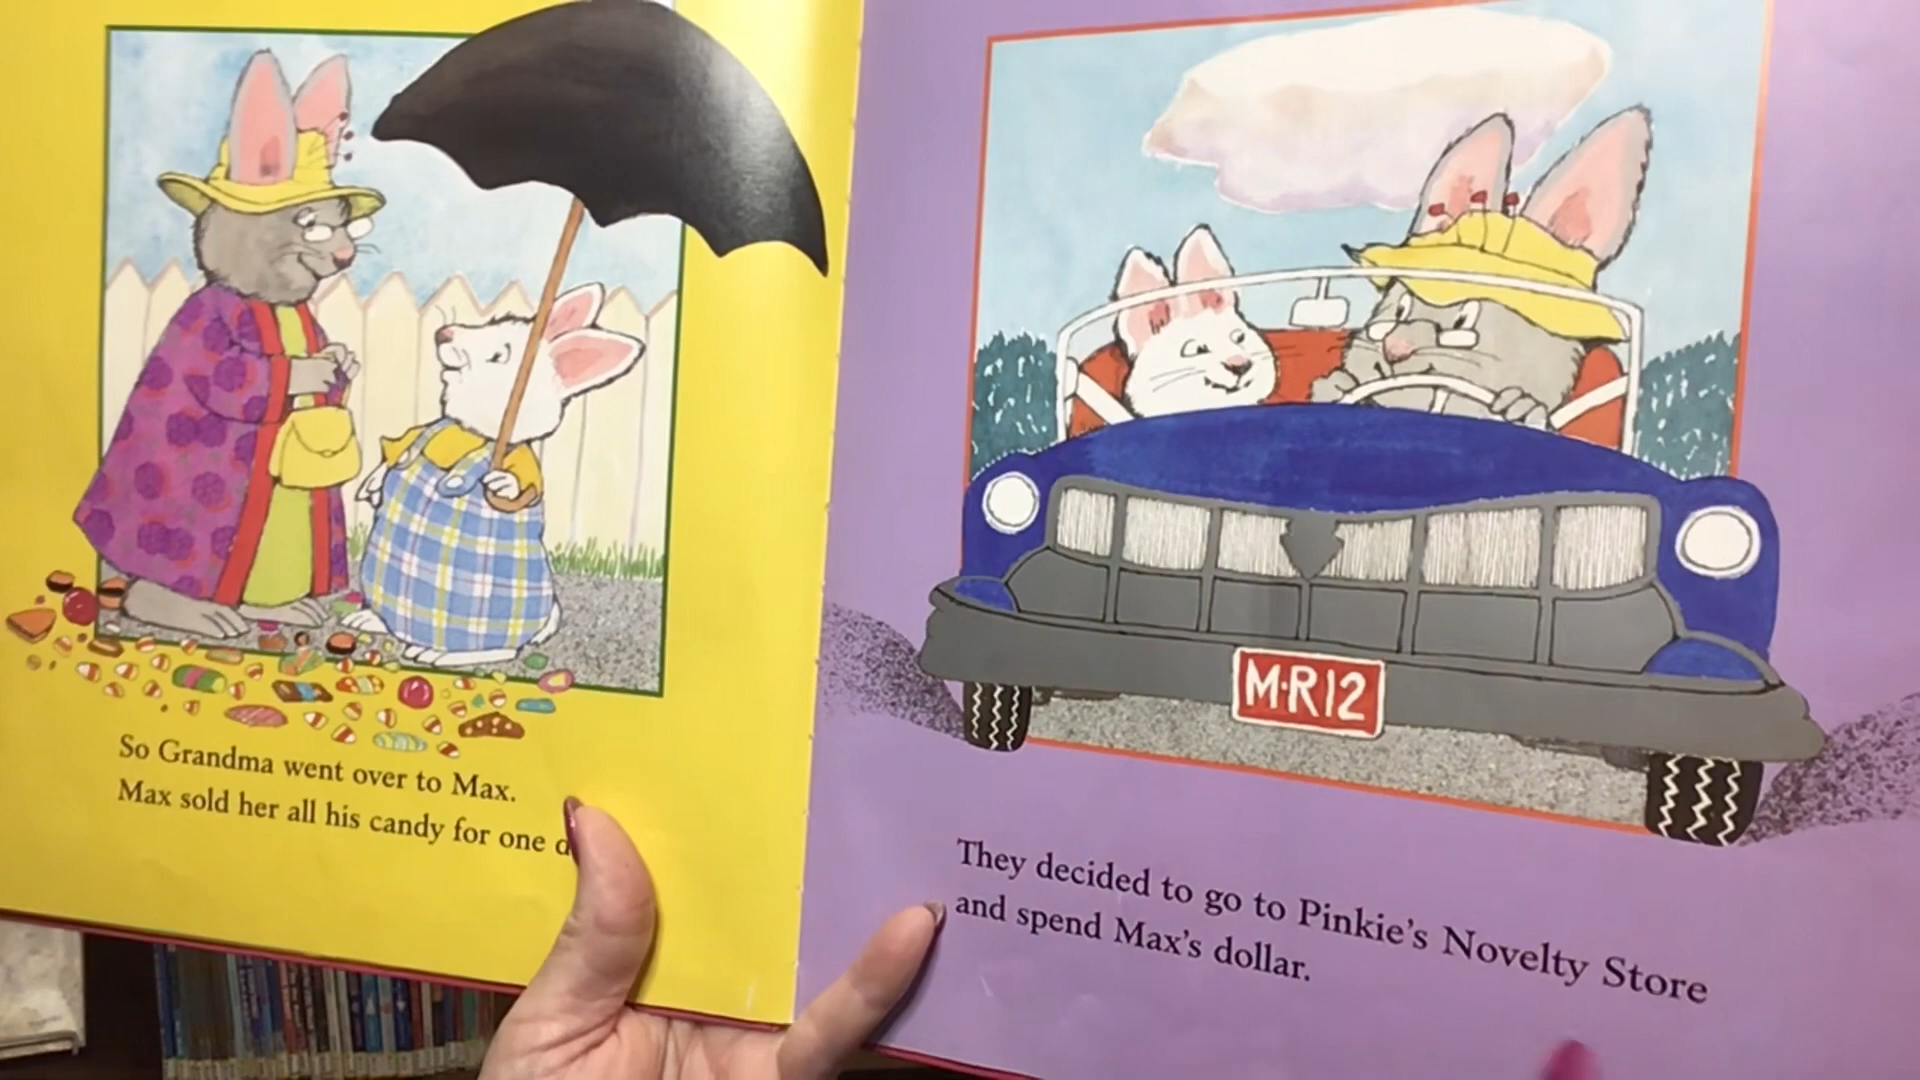 So Grandma went over to Max.
Max sold her all his candy for one
M·R12
They decided to go to Pinkie's Novelty Store
and spend Max's dollar.